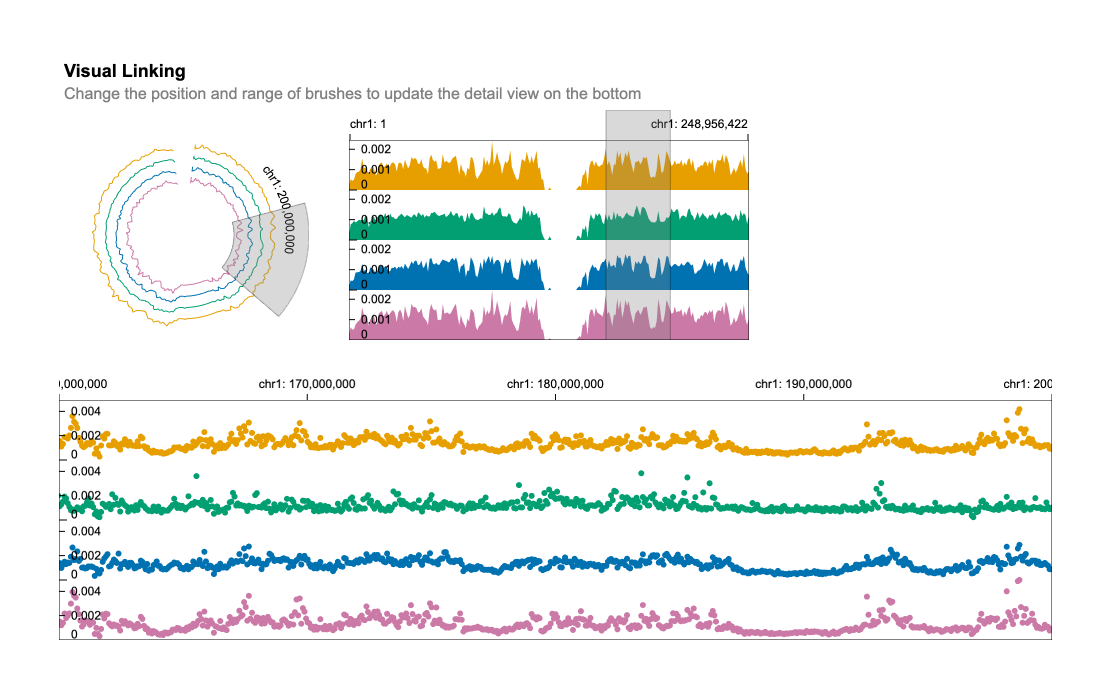 Visual Linking
Change the position and range of brushes to update the detail view on the bottom
chr1: 1
chr1: 248,956,422
chr1: 200,000,000
0.002
0.001
0
0.002
0.001
0
0.002
0.001
0
0.002
0.001
0
0,000,000
chr1: 170,000,000
chr1: 180,000,000
chr1: 190,000,000
chr1: 200
0.004
0.002
0
0.004
0.002
0
0.004
0.002
0
0.004
0.002
0